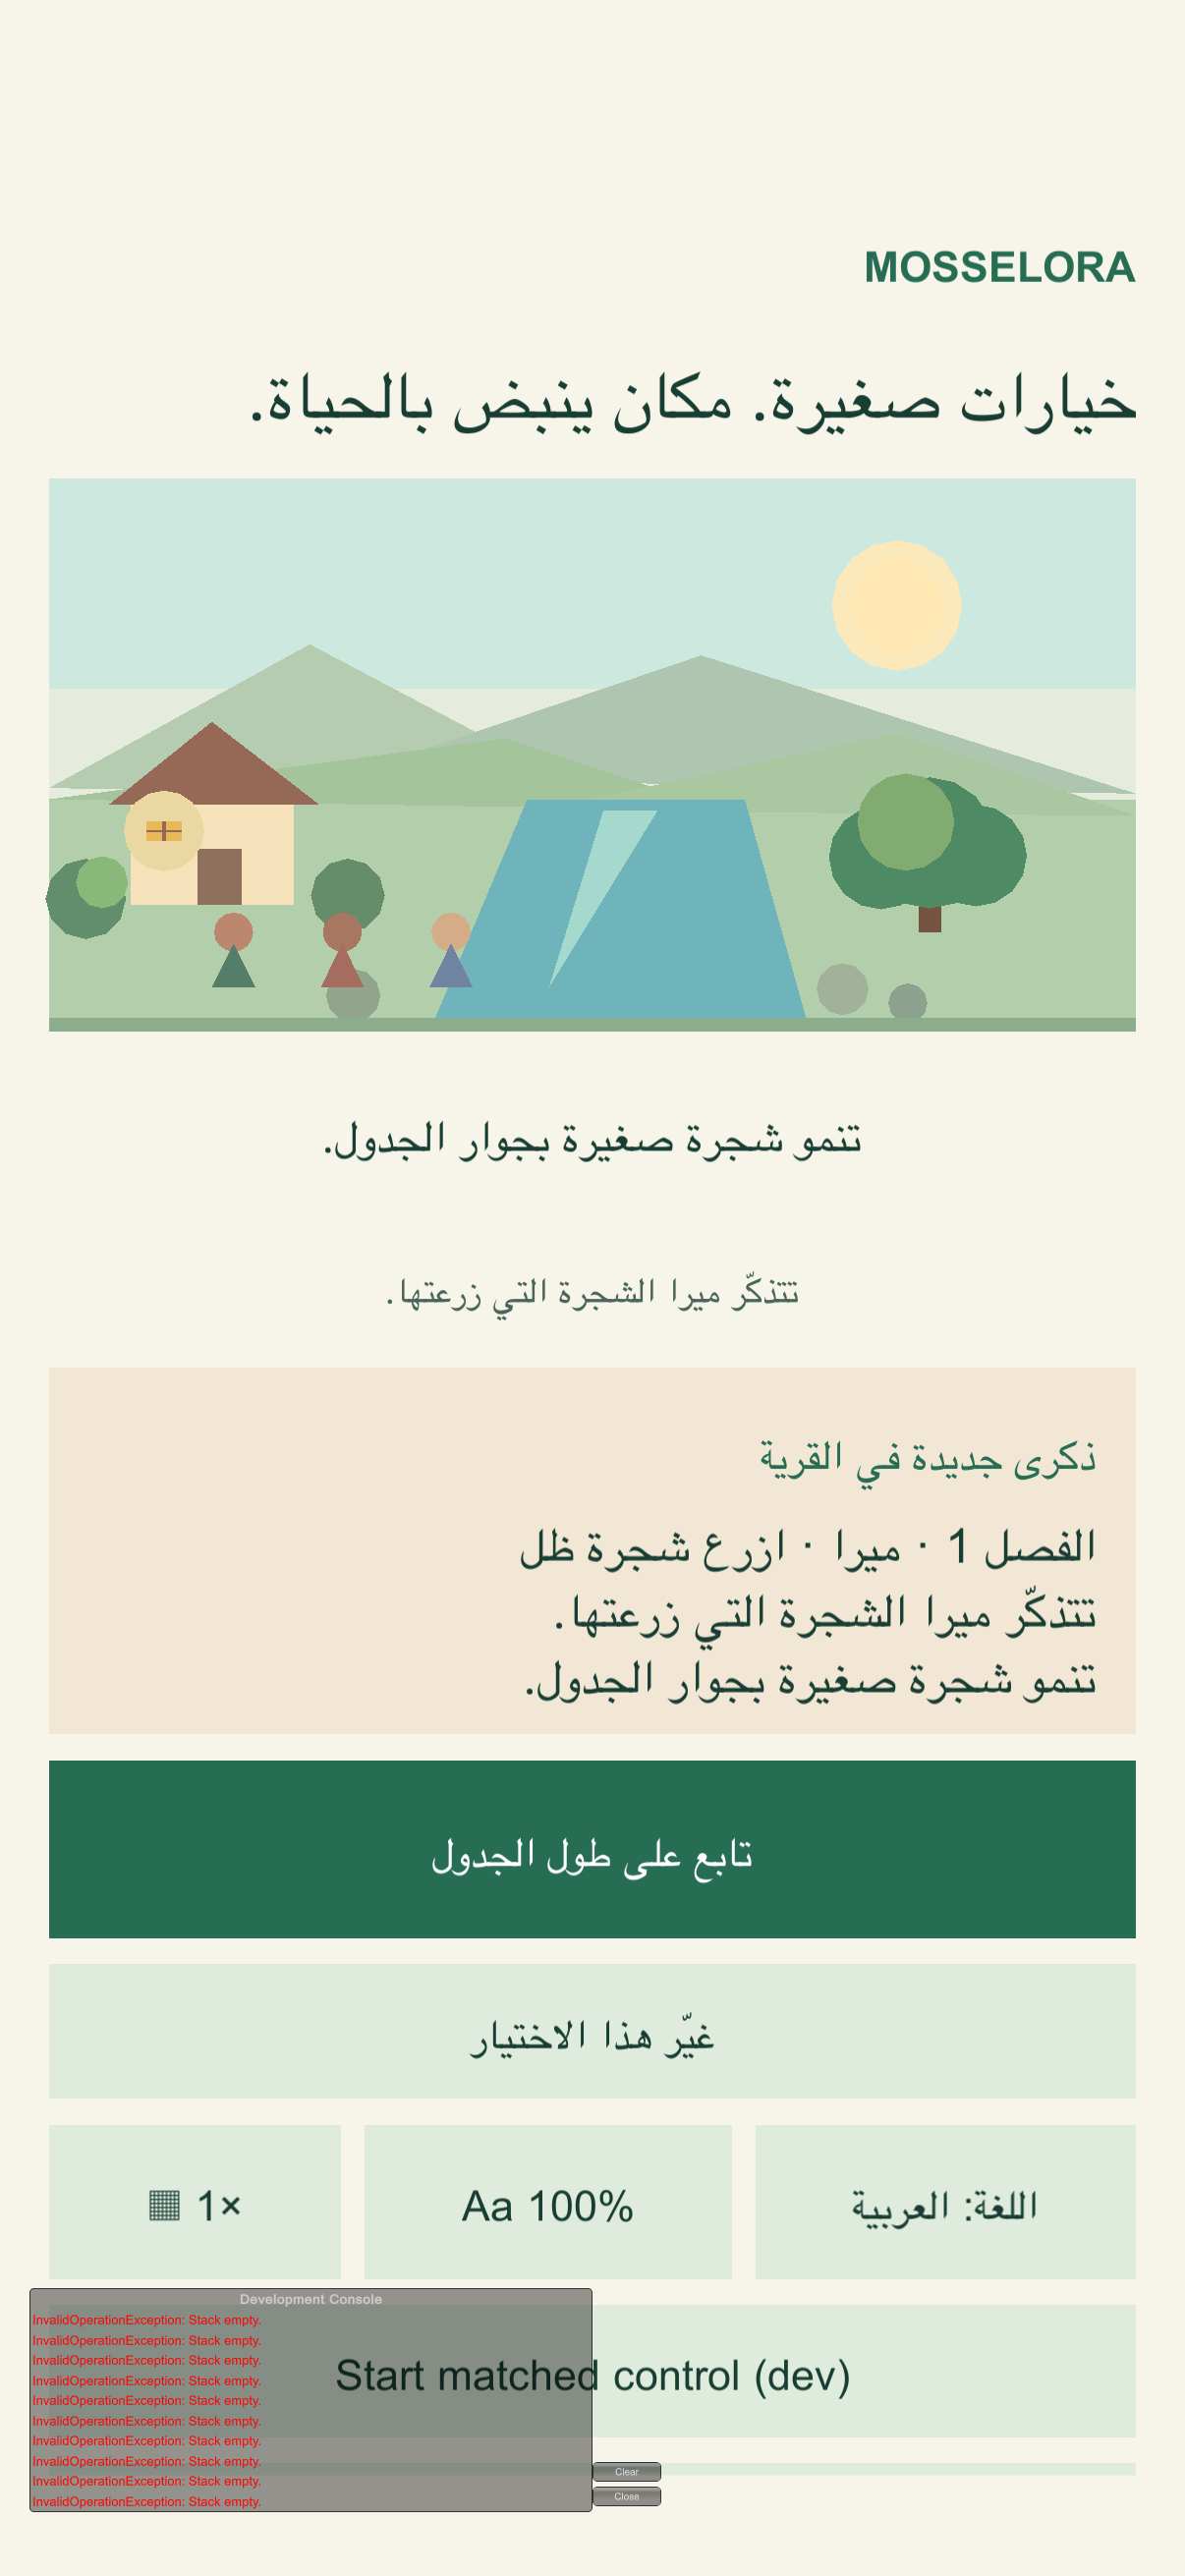 MOSSELORA
خيارات صغيرة. مكان ينبض بالحياة.
تنمو شجرة صغيرة بجوار الجدول.
تتذكّر ميرا الشجرة التي زرعتها.
ذكرى جديدة في القرية
الفصل 1 · ميرا · ازرع شجرة ظل
تتذكّر ميرا الشجرة التي زرعتها.
تنمو شجرة صغيرة بجوار الجدول.
تابع على طول الجدول
غيّر هذا الاختيار
اللغة: العربية
Aa 100%
▦ 1×
Start matched control (dev)
Development Console
InvalidOperationException: Stack empty.
InvalidOperationException: Stack empty.
InvalidOperationException: Stack empty.
InvalidOperationException: Stack empty.
InvalidOperationException: Stack empty.
InvalidOperationException: Stack empty.
InvalidOperationException: Stack empty.
InvalidOperationException: Stack empty.
InvalidOperationException: Stack empty.
InvalidOperationException: Stack empty.
Clear
Close